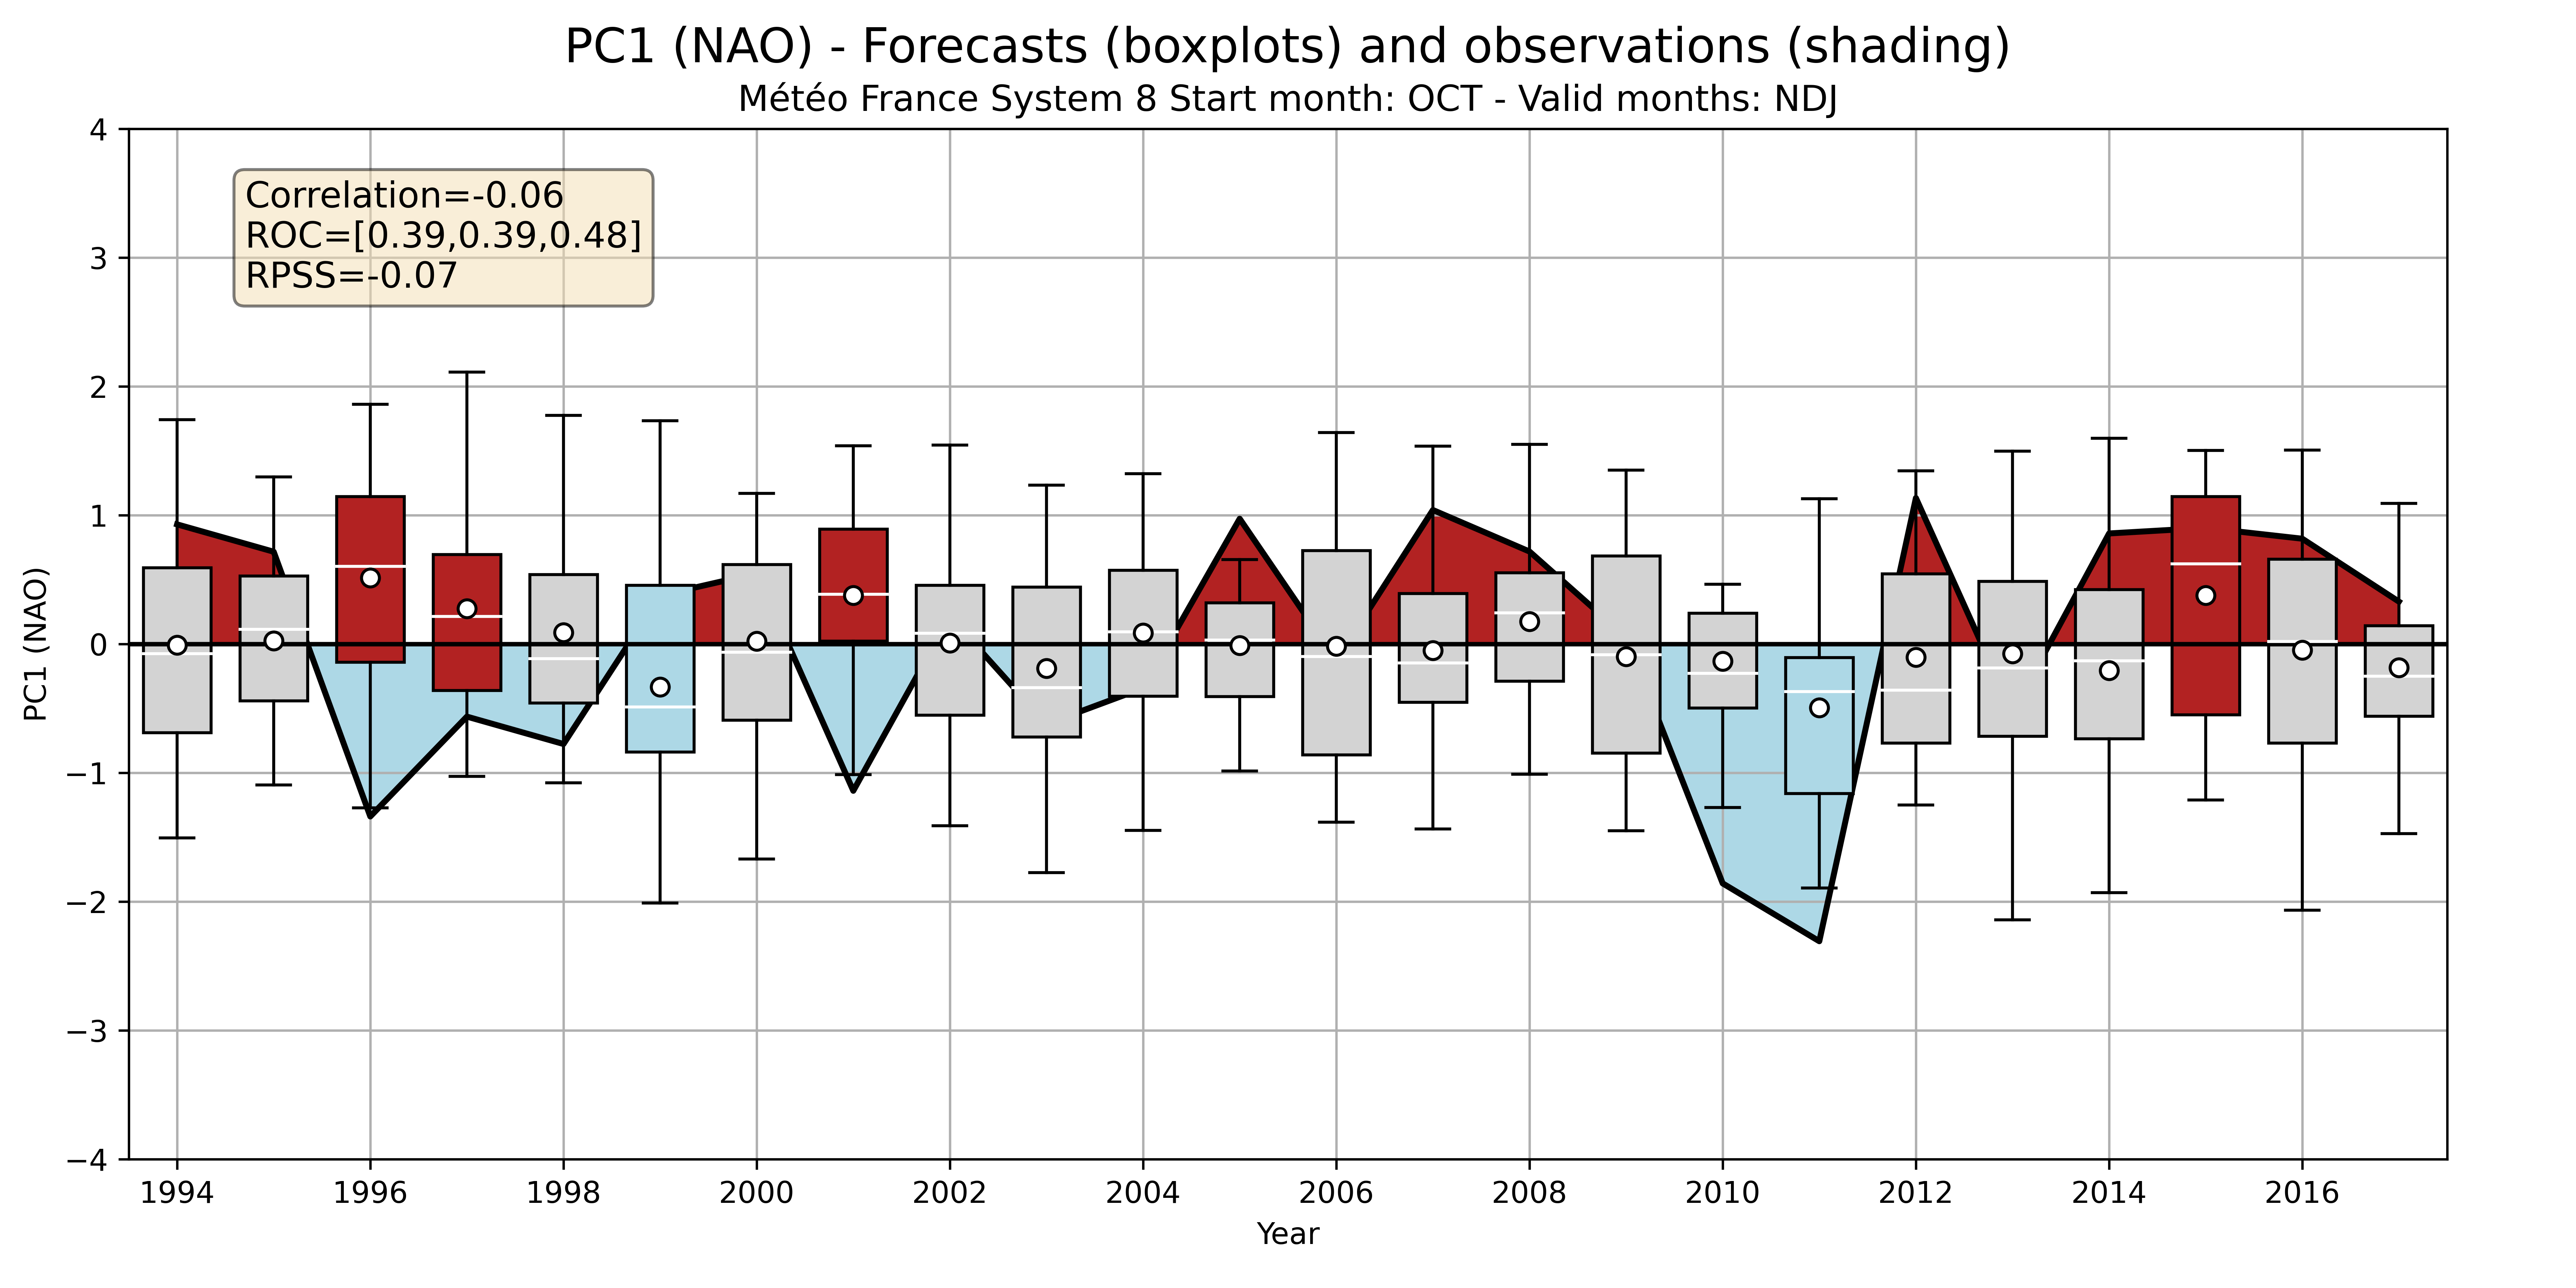 PC1 (NAO) - Forecasts (boxplots) and observations (shading)
Météo France System 8 Start month: OCT - Valid months: NDJ
Correlation=-0.06
ROC=[0.39,0.39,0.48]
RPSS=-0.07
4
3
2
1
0
−1
−2
−3
−4
PC1 (NAO)
1994 1996 1998 2000 2002 2004 2006 2008 2010 2012 2014 2016
Year